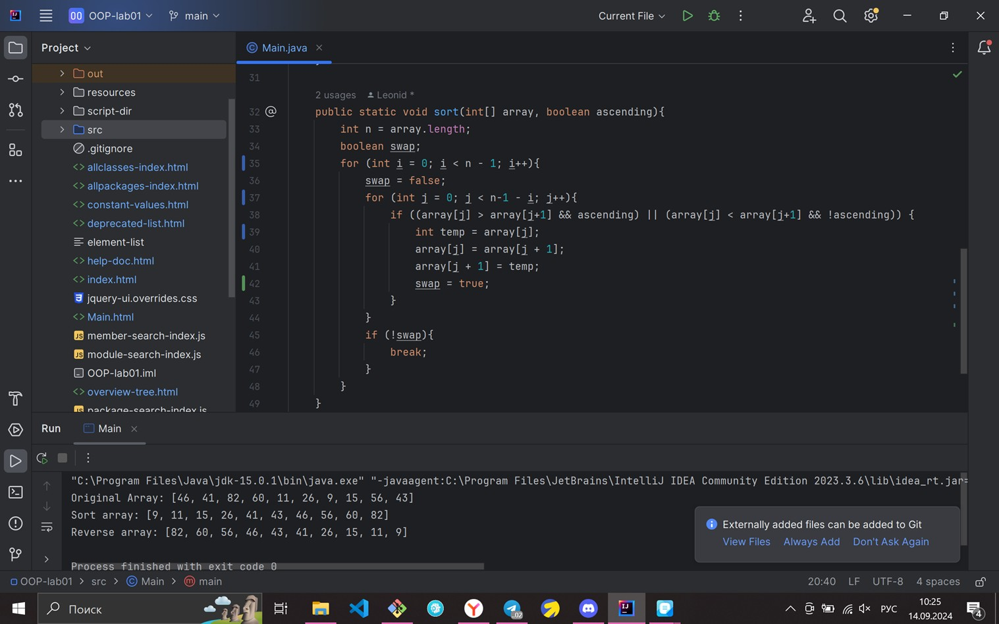 OO OOP-lab01 main Current File
Project
Main.java
out
resources
script-dir
src
.gitignore
allclasses-index.html
allpackages-index.html
constant-values.html
deprecated-list.html
element-list
help-doc.html
index.html
jquery-ui.overrides.css
Main.html
member-search-index.js
module-search-index.js
OOP-lab01.iml
overview-tree.html
package-search-index.js
31
2 usages Leonid *
32 @ public static void sort(int[] array, boolean ascending){
33 int n = array.length;
34 boolean swap;
35 for (int i = 0; i < n - 1; i++){
36 swap = false;
37 for (int j = 0; j < n-1 - i; j++){
38 if ((array[j] > array[j+1] && ascending) || (array[j] < array[j+1] && !ascending)) {
39 int temp = array[j];
40 array[j] = array[j + 1];
41 array[j + 1] = temp;
42 swap = true;
43 }
44 }
45 if (!swap){
46 break;
47 }
48 }
49 }
Run Main
"C:\Program Files\Java\jdk-15.0.1\bin\java.exe" "-javaagent:C:\Program Files\JetBrains\IntelliJ IDEA Community Edition 2023.3.6\lib\idea_rt.jar=
Original Array: [46, 41, 82, 60, 11, 26, 9, 15, 56, 43]
Sort array: [9, 11, 15, 26, 41, 43, 46, 56, 60, 82]
Reverse array: [82, 60, 56, 46, 43, 41, 26, 15, 11, 9]
Process finished with exit code 0
Externally added files can be added to Git
View Files Always Add Don't Ask Again
OOP-lab01 > src > Main > main
20:40 LF UTF-8 4 spaces
Поиск
.02
РУС
10:25
14.09.2024
4